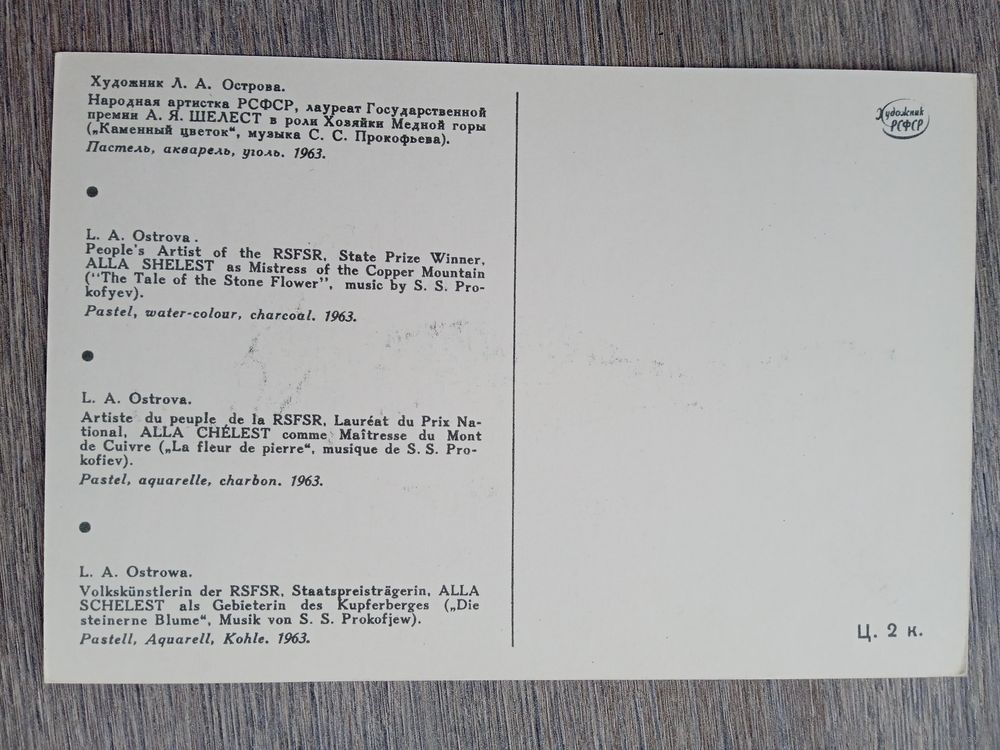 Художник Л. А. Острова.
Народная артистка РСФСР, лауреат Государственной
премии А. Я. ШЕЛЕСТ в роли Хозяйки Медной горы
(„Каменный цветок“, музыка С. С. Прокофьева).
Пастель, акварель, уголь. 1963.
L. A. Ostrova.
People's Artist of the RSFSR, State Prize Winner,
ALLA SHELEST as Mistress of the Copper Mountain
(“The Tale of the Stone Flower”, music by S. S. Pro-
kofyev).
Pastel, water-colour, charcoal. 1963.
L. A. Ostrova.
Artiste du peuple de la RSFSR, Lauréat du Prix Na-
tional, ALLA CHÉLEST comme Maîtresse du Mont
de Cuivre („La fleur de pierre“, musique de S. S. Pro-
kofiev).
Pastel, aquarelle, charbon. 1963.
L. A. Ostrowa.
Volkskünstlerin der RSFSR, Staatspreisträgerin, ALLA
SCHELEST als Gebieterin des Kupferberges („Die
steinerne Blume“, Musik von S. S. Prokofjew).
Pastell, Aquarell, Kohle. 1963.
Художник
РСФСР
Ц. 2 к.